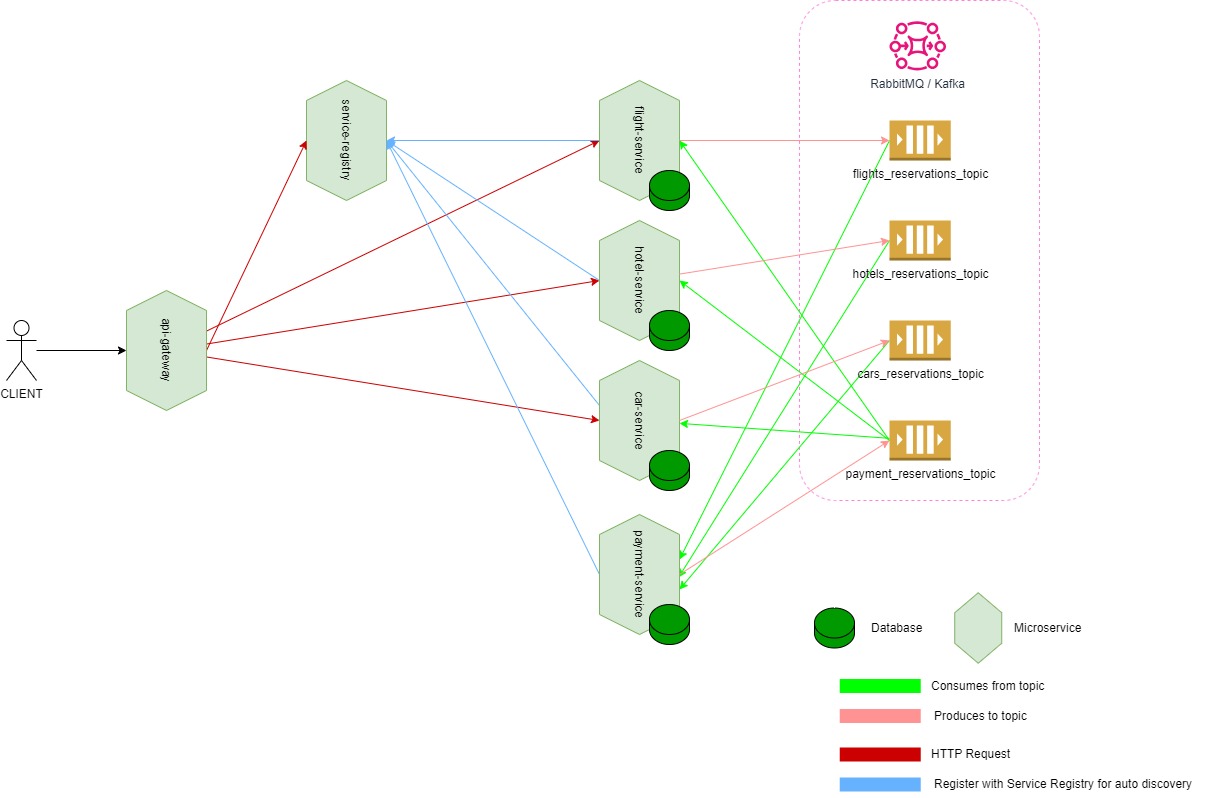 RabbitMQ / Kafka
service-registry
flight-service
flights_reservations_topic
hotel-service
hotels_reservations_topic
api-gateway
CLIENT
car-service
cars_reservations_topic
payment_reservations_topic
payment-service
Database
Microservice
Consumes from topic
Produces to topic
HTTP Request
Register with Service Registry for auto discovery